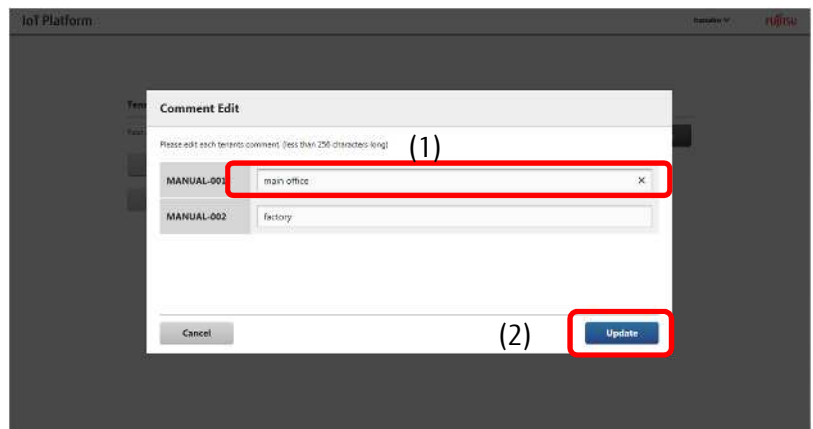 IoT Platform
FUJITSU
Comment Edit
Please edit each tenants comment. (less than 256 characters long)
(1)
MANUAL-001 main office ×
MANUAL-002 factory
Cancel
(2)
Update